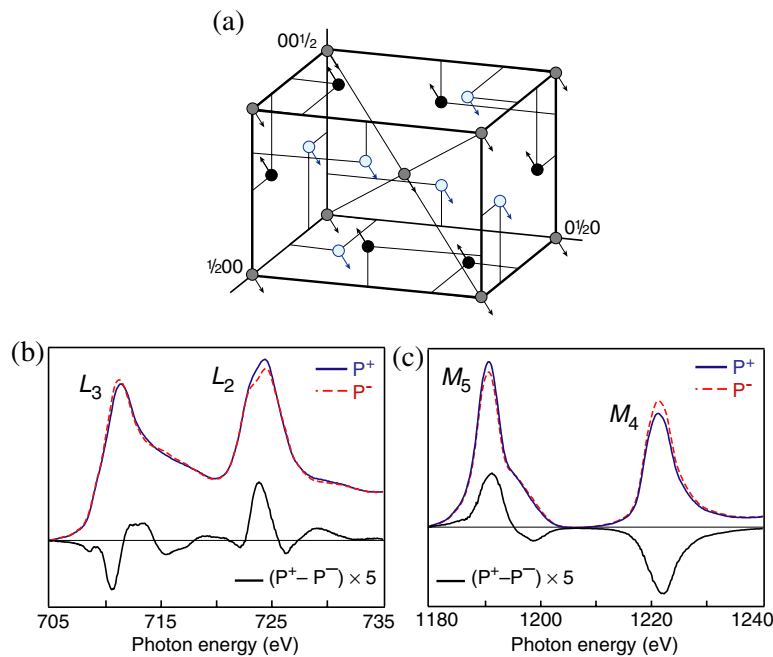 (a)
00½
0½0
½00
(b)
L₃
L₂
P⁺
P⁻
(P⁺– P⁻) × 5
705
715
725
735
Photon energy (eV)
(c)
M₅
M₄
P⁺
P⁻
(P⁺–P⁻) × 5
1180
1200
1220
1240
Photon energy (eV)